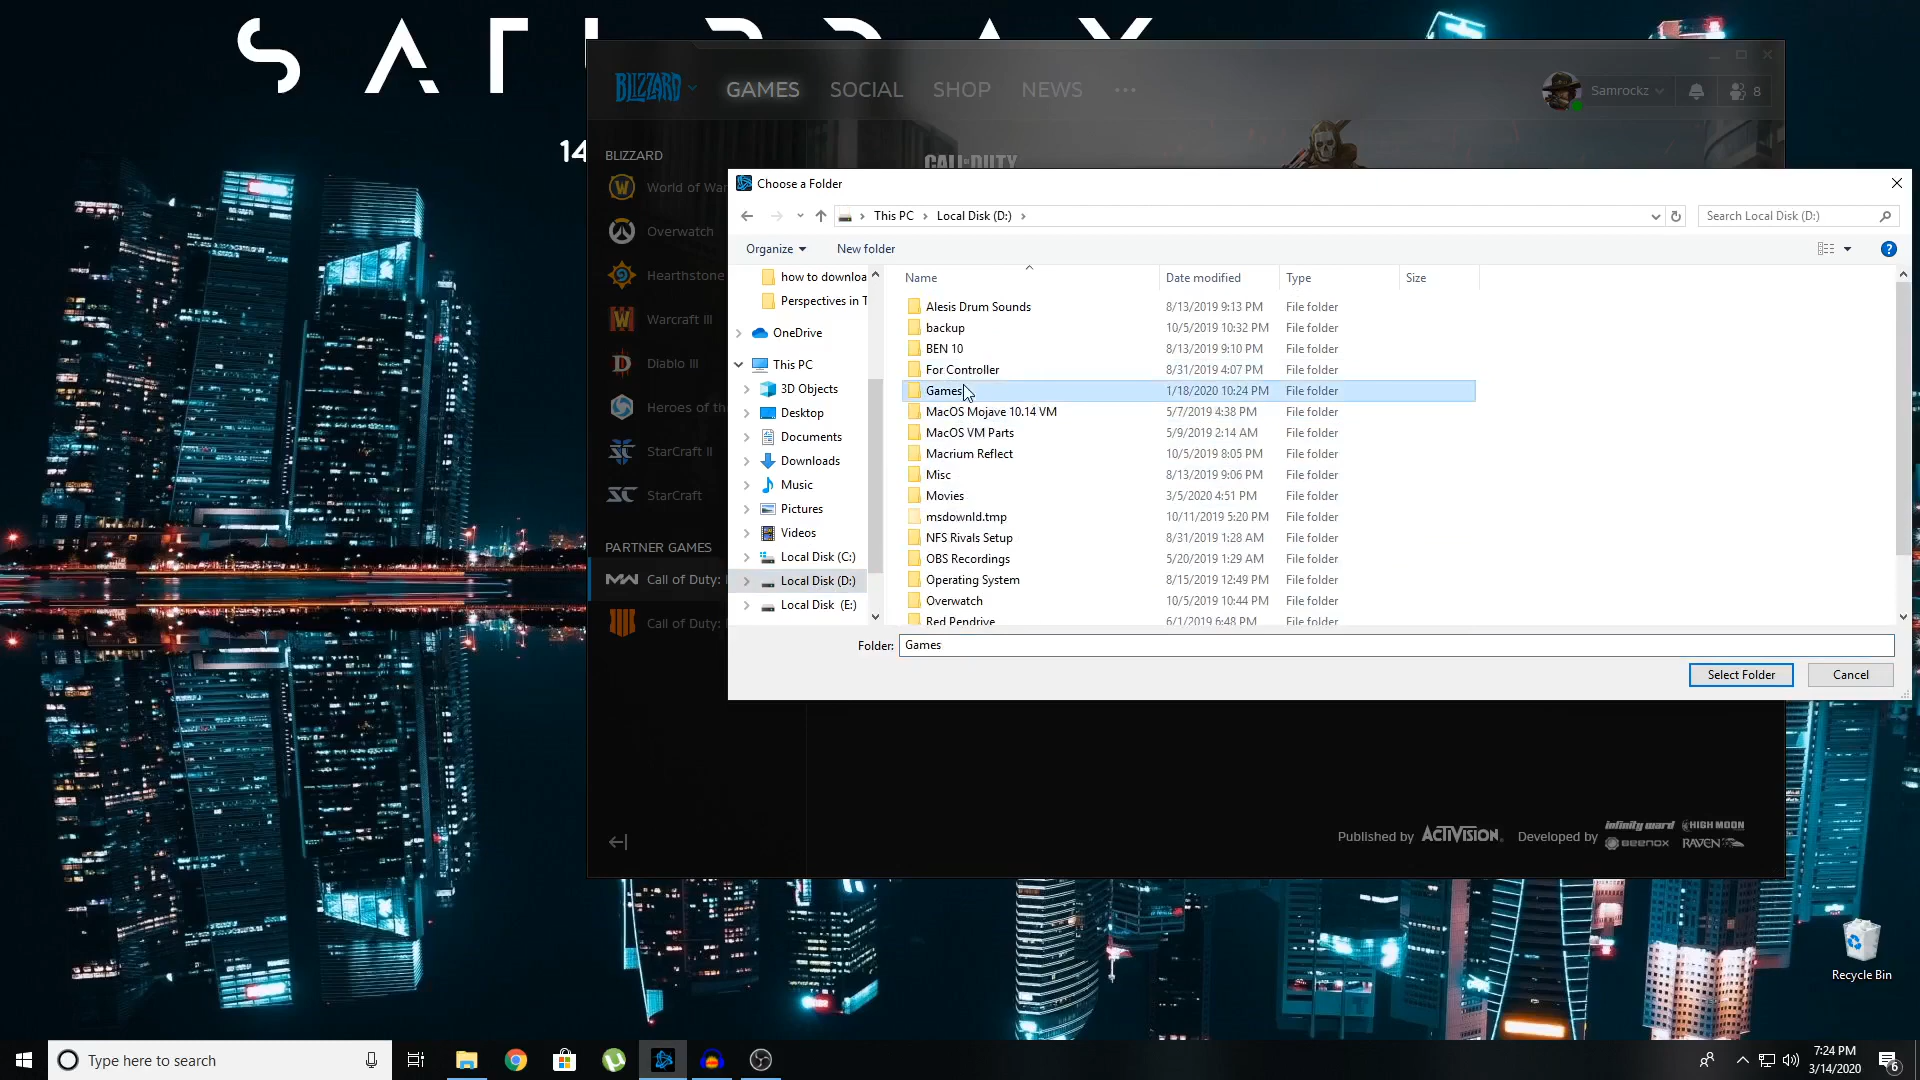 SATURDAY
14
BLIZZARD
GAMES
SOCIAL
SHOP
NEWS
Samrockz
8
BLIZZARD
World of War
Overwatch
Hearthstone
Warcraft III
Diablo III
Heroes of th
StarCraft II
StarCraft
PARTNER GAMES
Call of Duty:
Call of Duty:
CALL OF DUTY
Choose a Folder
This PC
Local Disk (D:)
Search Local Disk (D:)
Organize
New folder
how to downloa
Perspectives in T
OneDrive
This PC
3D Objects
Desktop
Documents
Downloads
Music
Pictures
Videos
Local Disk (C:)
Local Disk (D:)
Local Disk (E:)
Name Date modified Type Size
Alesis Drum Sounds 8/13/2019 9:13 PM File folder
backup 10/5/2019 10:32 PM File folder
BEN 10 8/13/2019 9:10 PM File folder
For Controller 8/31/2019 4:07 PM File folder
Games 1/18/2020 10:24 PM File folder
MacOS Mojave 10.14 VM 5/7/2019 4:38 PM File folder
MacOS VM Parts 5/9/2019 2:14 AM File folder
Macrium Reflect 10/5/2019 8:05 PM File folder
Misc 8/13/2019 9:06 PM File folder
Movies 3/5/2020 4:51 PM File folder
msdownld.tmp 10/11/2019 5:20 PM File folder
NFS Rivals Setup 8/31/2019 1:28 AM File folder
OBS Recordings 5/20/2019 1:29 AM File folder
Operating System 8/15/2019 12:49 PM File folder
Overwatch 10/5/2019 10:44 PM File folder
Red Pendrive 6/1/2019 6:48 PM File folder
Folder: Games
Select Folder
Cancel
Published by ACTIVISION. Developed by infinity ward HIGH MOON
BEENOX RAVEN
Recycle Bin
Type here to search
7:24 PM
3/14/2020
6